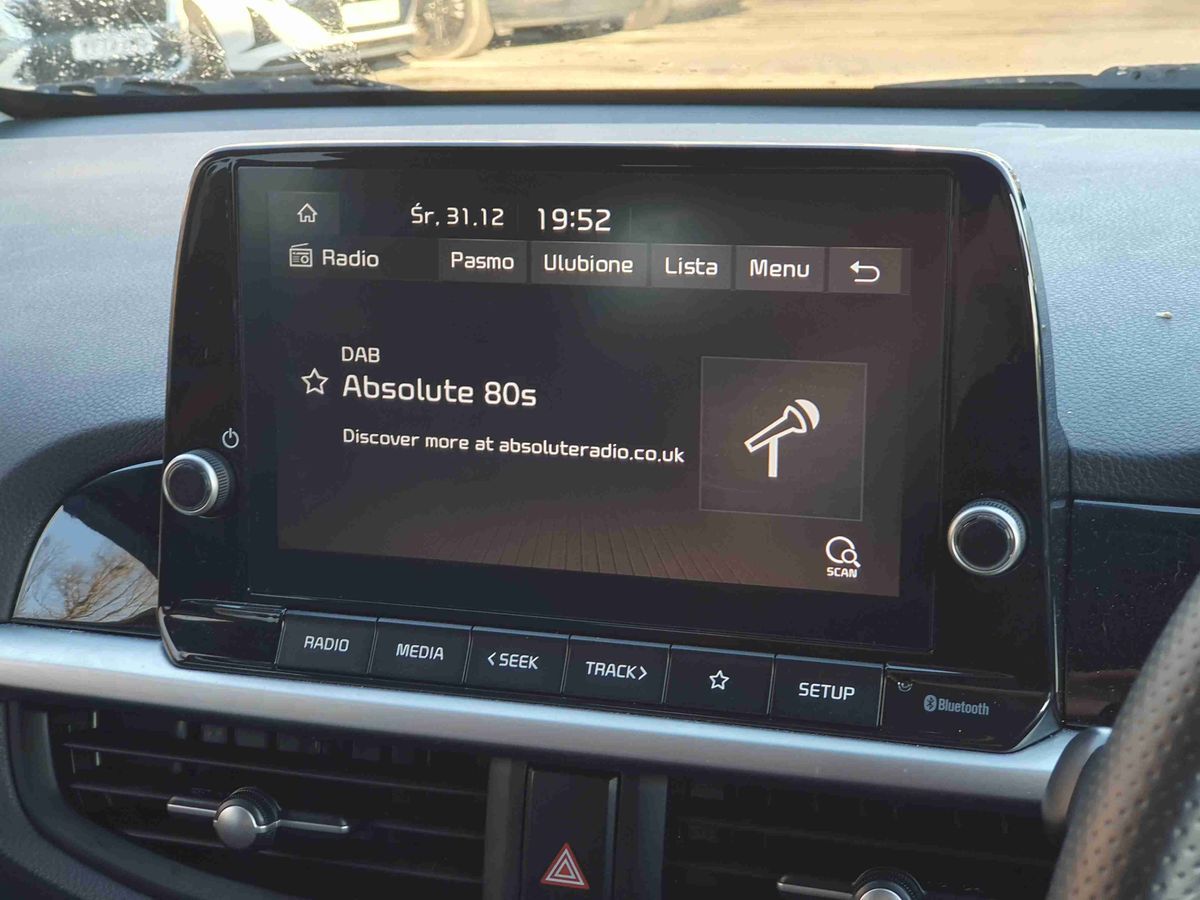 Śr, 31.12 19:52
Radio Pasmo Ulubione Lista Menu
DAB
Absolute 80s
Discover more at absoluteradio.co.uk
SCAN
RADIO MEDIA <SEEK TRACK> SETUP
Bluetooth